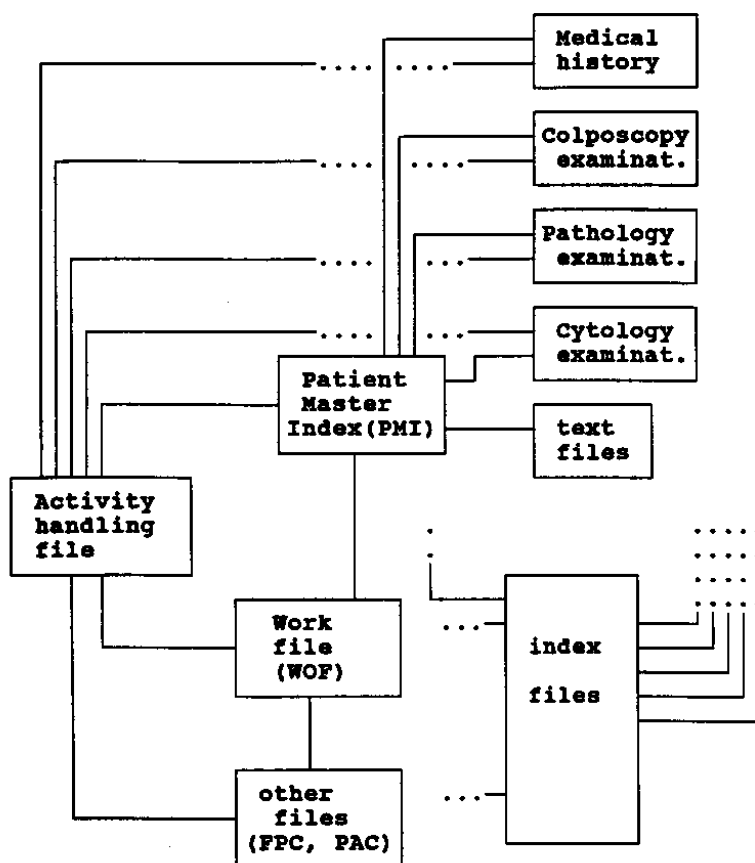 Medical
history
Colposcopy
examinat.
Pathology
examinat.
Cytology
examinat.
Patient
Master
Index(PMI)
text
files
Activity
handling
file
Work
file
(WOF)
index
files
other
files
(FPC, PAC)